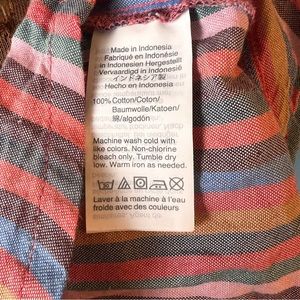 Made in Indonesia
Fabriqué en Indonésie
In Indonesien Hergestellt
Vervaardigd in Indonesië
インドネシア製
Hecho en Indonesia
100% Cotton/Coton/
Baumwolle/Katoen/
綿/algodón
Machine wash cold with
like colors. Non-chlorine
bleach only. Tumble dry
low. Warm iron as needed.
Laver à la machine à l'eau
froide avec des couleurs